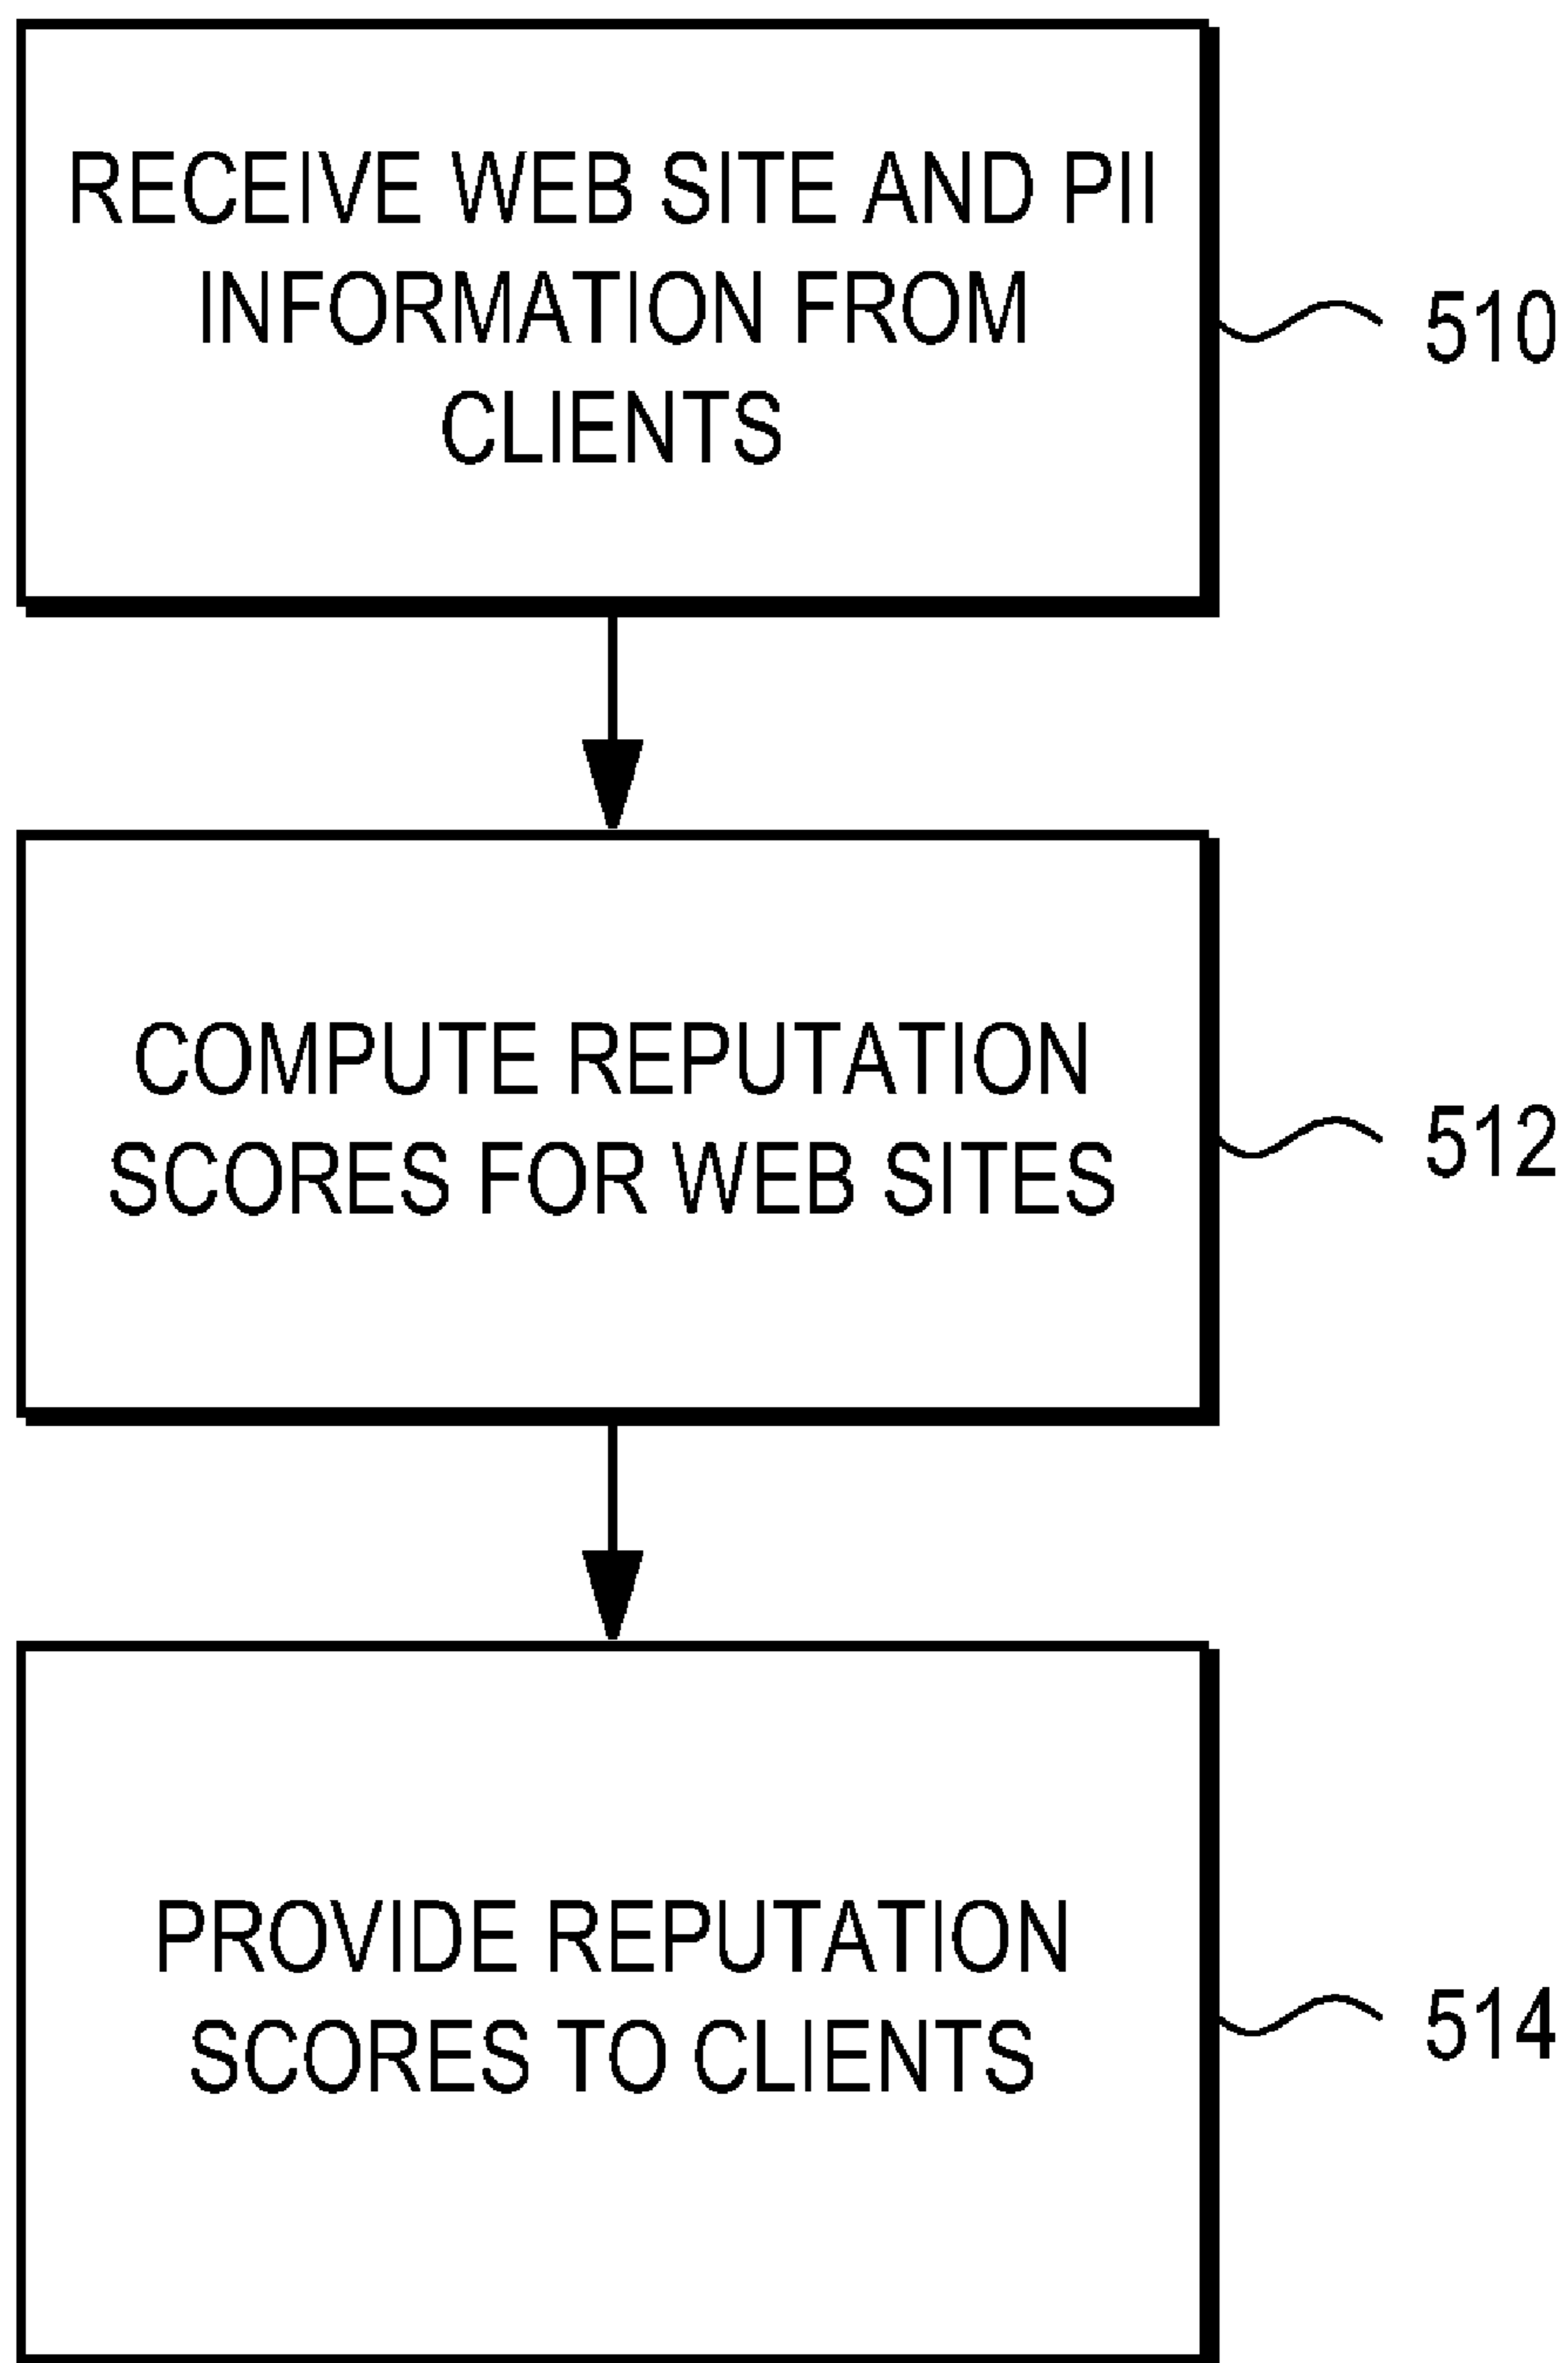 RECEIVE WEB SITE AND PII
INFORMATION FROM
CLIENTS
510
COMPUTE REPUTATION
SCORES FOR WEB SITES
512
PROVIDE REPUTATION
SCORES TO CLIENTS
514